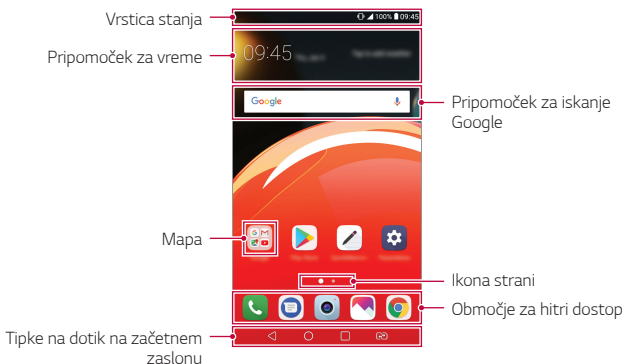 Vrstica stanja
100% 09:45
Pripomoček za vreme
09:45
Google
Pripomoček za iskanje
Google
Mapa
Ikona strani
Območje za hitri dostop
Tipke na dotik na začetnem
zaslonu